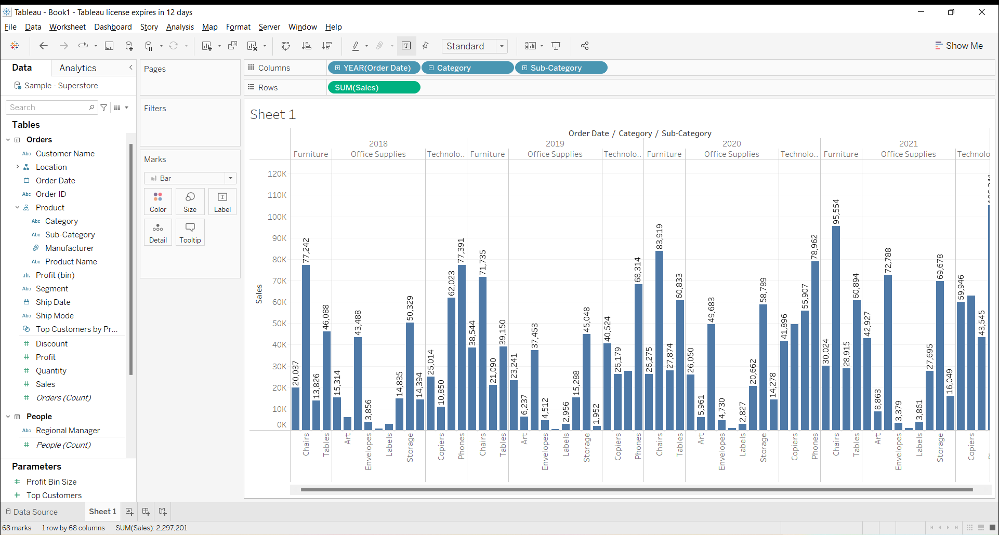 Tableau - Book1 - Tableau license expires in 12 days
File Data Worksheet Dashboard Story Analysis Map Format Server Window Help
Standard
Show Me
Data Analytics
Sample - Superstore
Search
Tables
Orders
Abc Customer Name
Location
Order Date
Abc Order ID
Product
Abc Category
Abc Sub-Category
Manufacturer
Abc Product Name
Profit (bin)
Abc Segment
Ship Date
Abc Ship Mode
Top Customers by Pr...
Discount
Profit
Quantity
Sales
Orders (Count)
People
Abc Regional Manager
People (Count)
Parameters
Profit Bin Size
Top Customers
Pages
Filters
Marks
Bar
Color Size Label
Detail Tooltip
Columns YEAR(Order Date) Category Sub-Category
Rows SUM(Sales)
Sheet 1
Order Date / Category / Sub-Category
2018 2019 2020 2021
Furniture Office Supplies Technolo.. Furniture Office Supplies Technolo.. Furniture Office Supplies Technolo.. Furniture Office Supplies Technolo
Sales
120K
110K
100K
90K
80K
70K
60K
50K
40K
30K
20K
10K
0K
20,037 77,242 13,826 46,088 15,314 43,488 3,856 14,835 50,329 14,394 25,014 10,850 62,023 77,391
38,544 71,735 21,090 39,150 23,241 6,237 37,453 4,512 2,956 15,288 45,048 1,952 40,524 26,179 68,314
26,275 83,919 27,874 60,833 26,050 5,961 49,683 4,730 2,827 20,662 58,789 14,278 41,896 55,907 78,962
30,024 95,554 28,915 60,894 42,927 8,863 72,788 3,379 3,861 27,695 69,678 16,049 59,946 43,545
Chairs Tables Art Envelopes Labels Storage Copiers Phones Chairs Tables Art Envelopes Labels Storage Copiers Phones Chairs Tables Art Envelopes Labels Storage Copiers Phones Chairs Tables Art Envelopes Labels Storage Copiers
Data Source Sheet 1
68 marks 1 row by 68 columns SUM(Sales): 2,297,201